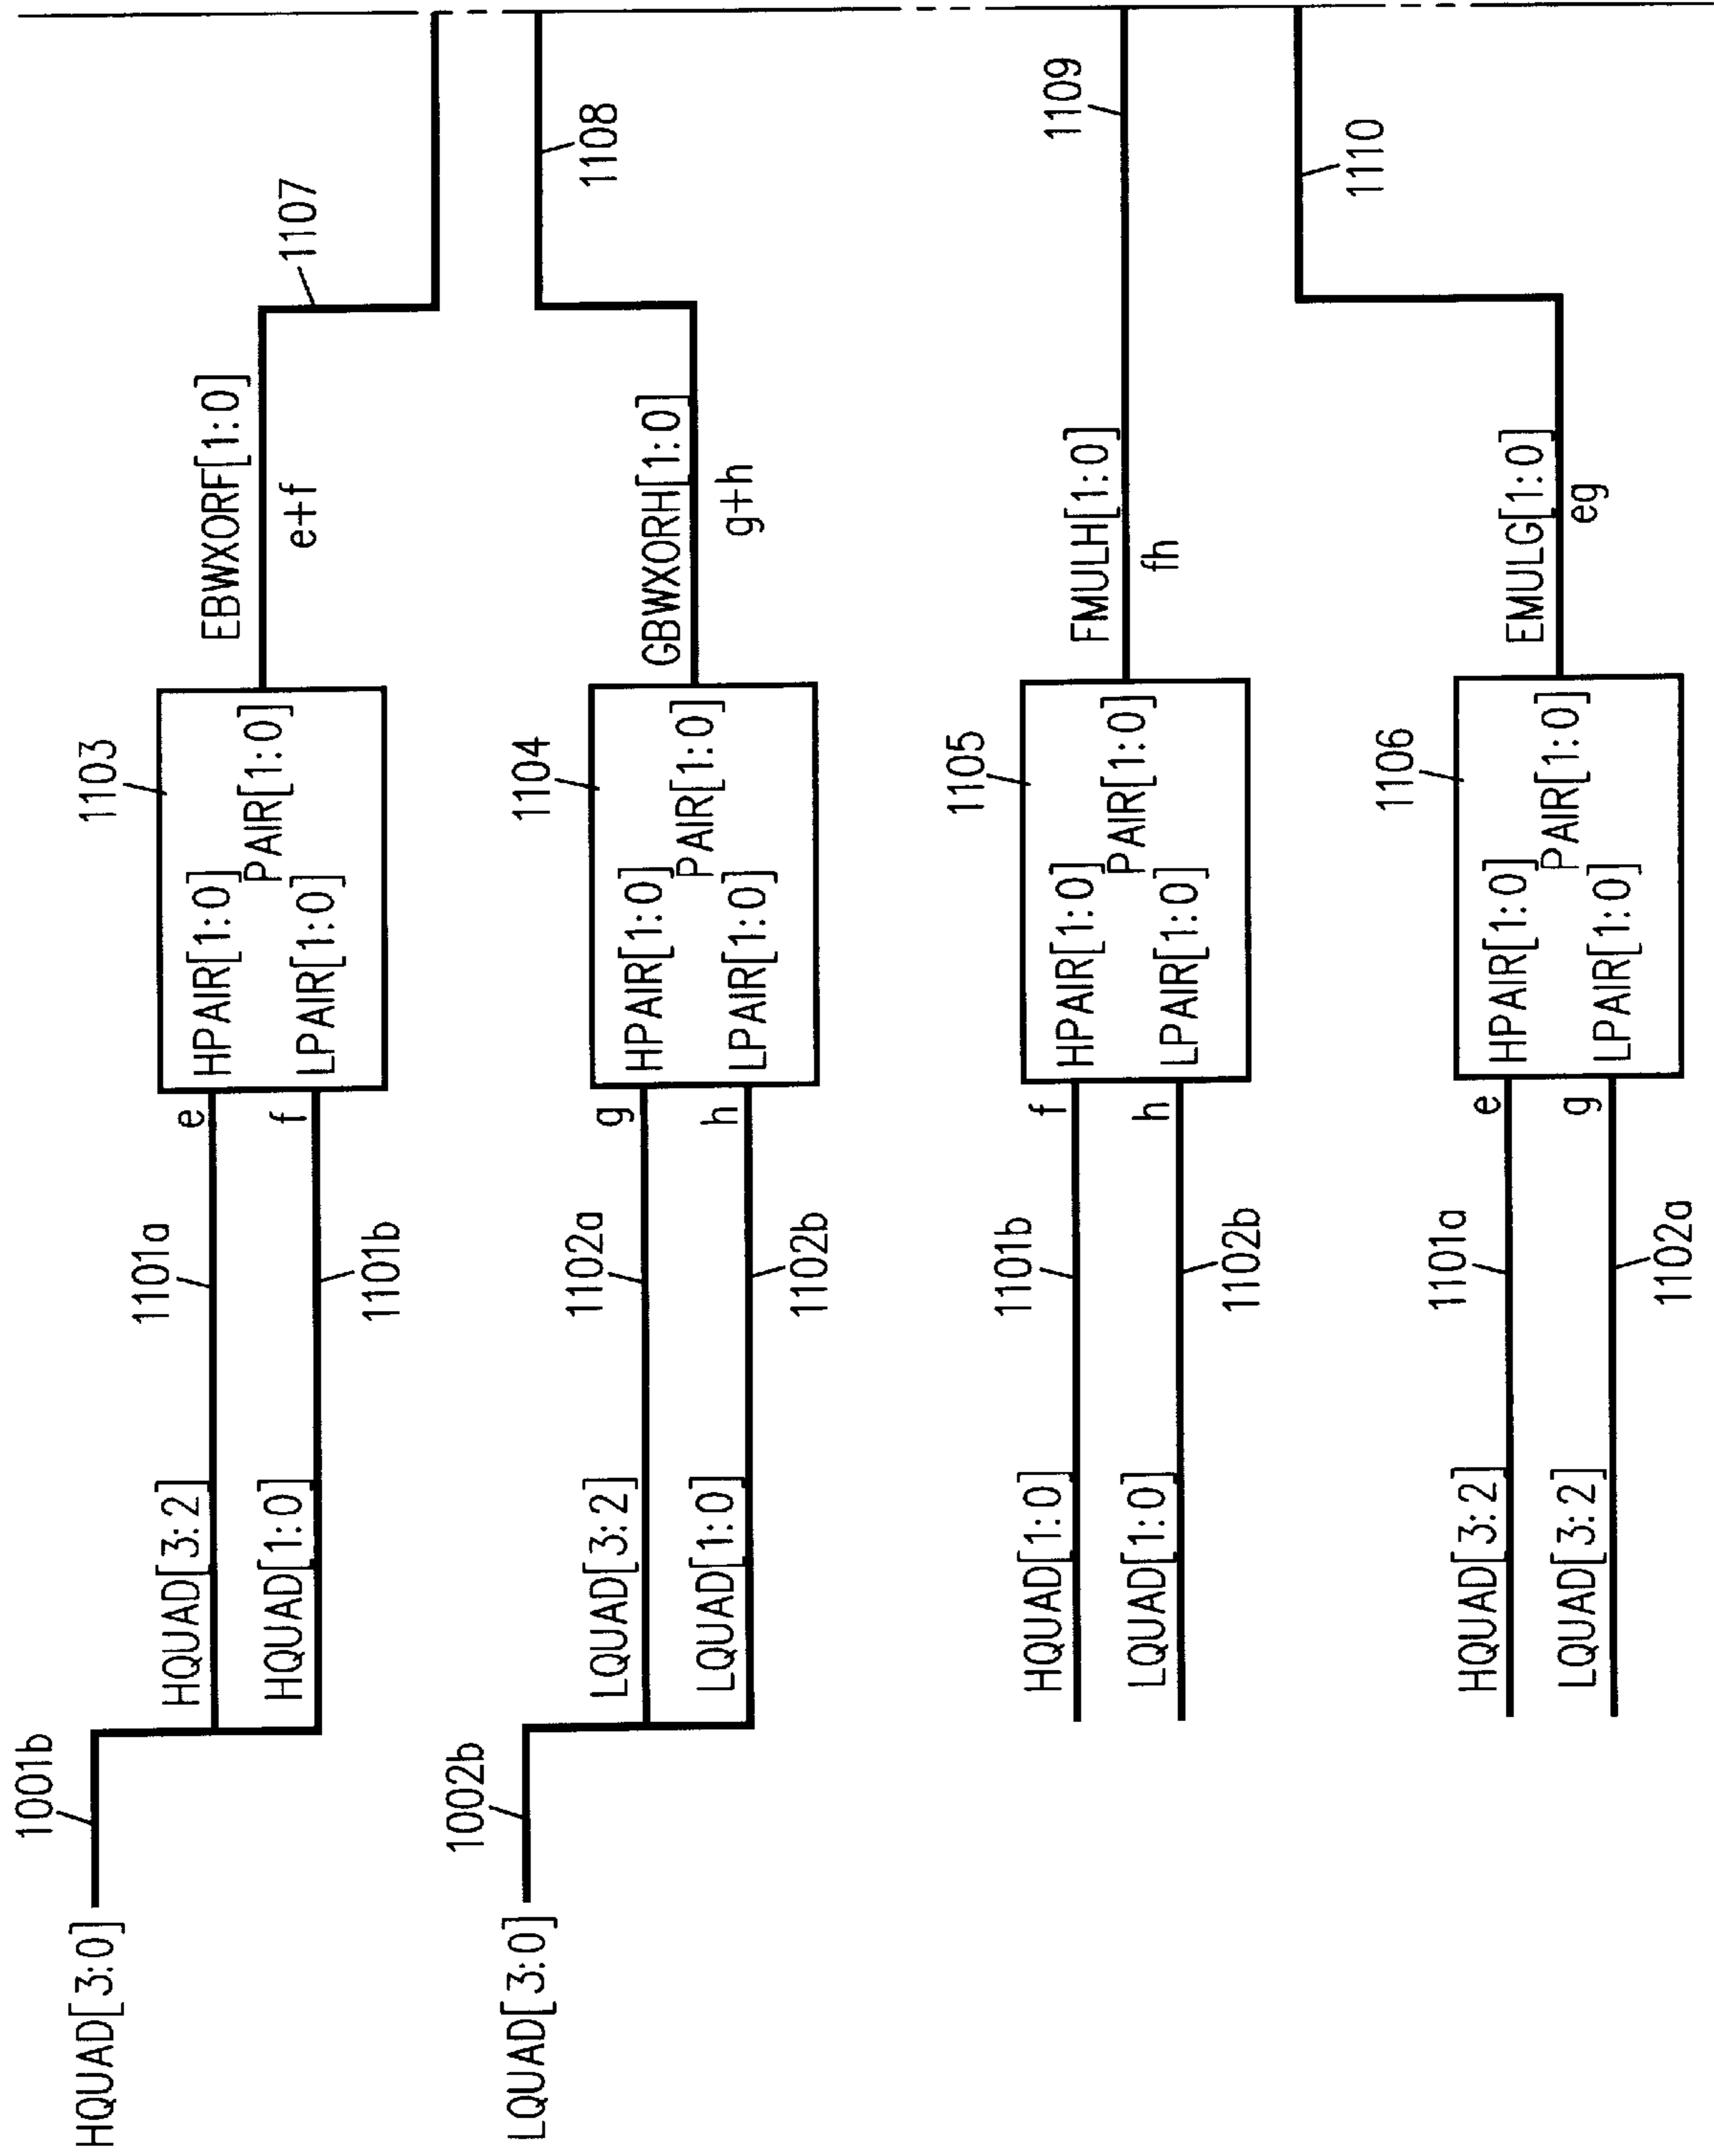 HQUAD[3:0]
1001b
HQUAD[3:2]
HQUAD[1:0]
1101a
1101b
e
f
1103
HPAIR[1:0]
PAIR[1:0]
LPAIR[1:0]
EBWXORF[1:0]
e+f
1107
LQUAD[3:0]
1002b
LQUAD[3:2]
LQUAD[1:0]
1102a
1102b
g
h
1104
HPAIR[1:0]
PAIR[1:0]
LPAIR[1:0]
GBWXORH[1:0]
g+h
1108
HQUAD[1:0]
LQUAD[1:0]
1101b
1102b
f
h
1105
HPAIR[1:0]
PAIR[1:0]
LPAIR[1:0]
FMULH[1:0]
fh
1109
HQUAD[3:2]
LQUAD[3:2]
1101a
1102a
e
g
1106
HPAIR[1:0]
PAIR[1:0]
LPAIR[1:0]
EMULG[1:0]
eg
1110